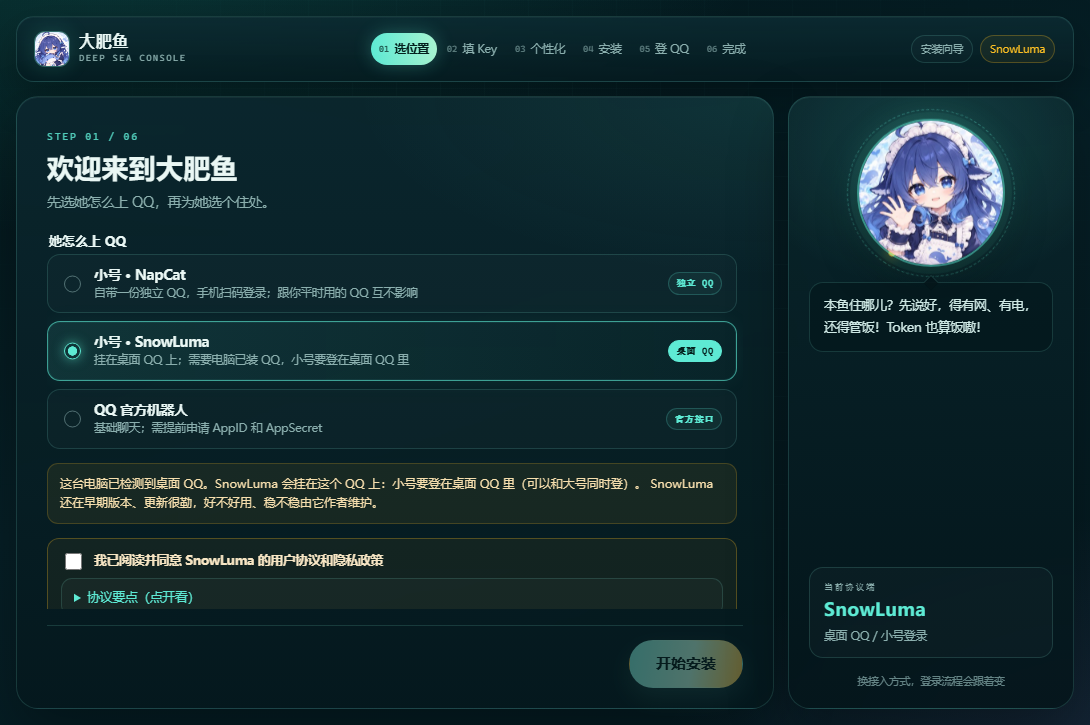 大肥鱼
DEEP SEA CONSOLE
01 选位置
02 填 Key
03 个性化
04 安装
05 登 QQ
06 完成
安装向导
SnowLuma
STEP 01 / 06
欢迎来到大肥鱼
先选她怎么上 QQ，再为她选个住处。
她怎么上 QQ
小号 • NapCat
自带一份独立 QQ，手机扫码登录；跟你平时用的 QQ 互不影响
独立 QQ
小号 • SnowLuma
挂在桌面 QQ 上；需要电脑已装 QQ，小号要登在桌面 QQ 里
桌面 QQ
QQ 官方机器人
基础聊天；需提前申请 AppID 和 AppSecret
官方接口
这台电脑已检测到桌面 QQ。SnowLuma 会挂在这个 QQ 上：小号要登在桌面 QQ 里（可以和大号同时登）。 SnowLuma
还在早期版本、更新很勤，好不好用、稳不稳由它作者维护。
我已阅读并同意 SnowLuma 的用户协议和隐私政策
协议要点（点开看）
开始安装
本鱼住哪儿？先说好，得有网、有电，
还得管饭！Token 也算饭嗷！
当前协议端
SnowLuma
桌面 QQ / 小号登录
换接入方式，登录流程会跟着变